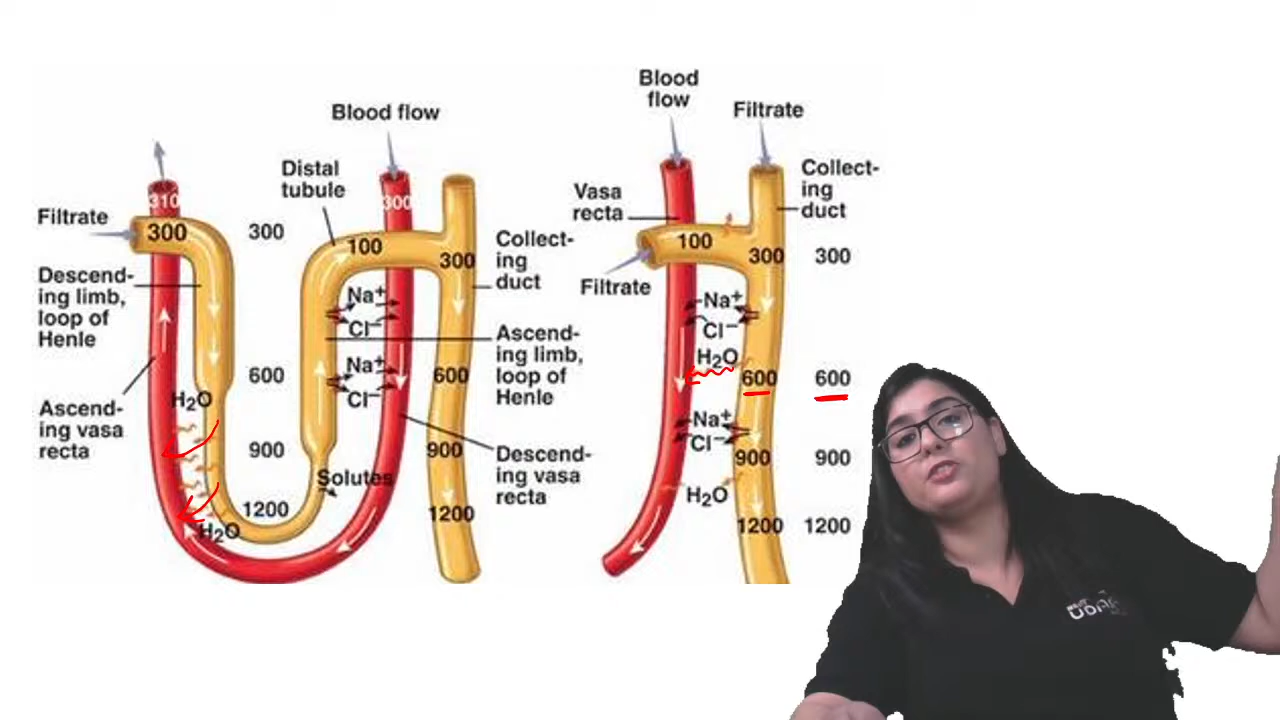 Blood flow
310
300
Filtrate
300
300
Distal
tubule
100
300
Collect-
ing
duct
Descend-
ing limb,
loop of
Henle
Na+
Cl−
Ascend-
ing limb,
loop of
Henle
600
Na+
Cl−
600
H2O
Ascend-
ing vasa
recta
900
900
Descend-
ing vasa
recta
Solutes
1200
1200
H2O
Blood
flow
Filtrate
Collect-
ing
duct
Vasa
recta
100
300
300
Filtrate
Na+
Cl−
H2O
600
600
Na+
Cl−
900
900
H2O
1200
1200